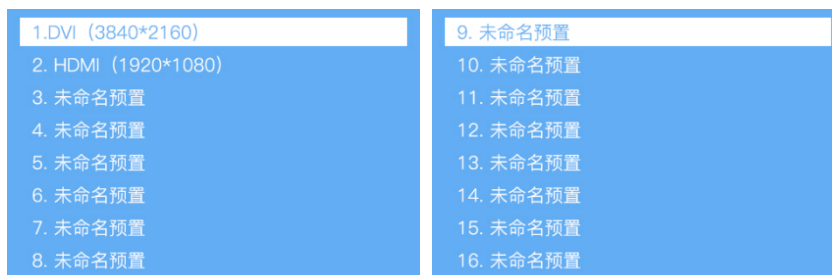 1.DVI（3840*2160）
2. HDMI（1920*1080）
3. 未命名预置
4. 未命名预置
5. 未命名预置
6. 未命名预置
7. 未命名预置
8. 未命名预置
9. 未命名预置
10. 未命名预置
11. 未命名预置
12. 未命名预置
13. 未命名预置
14. 未命名预置
15. 未命名预置
16. 未命名预置